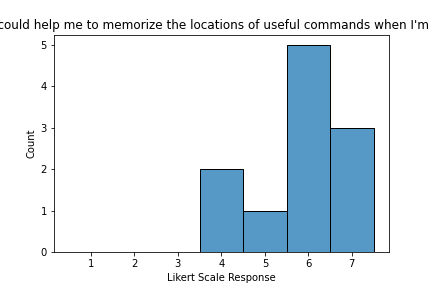 could help me to memorize the locations of useful commands when I'm
5
4
3
2
1
0
Count
1 2 3 4 5 6 7
Likert Scale Response